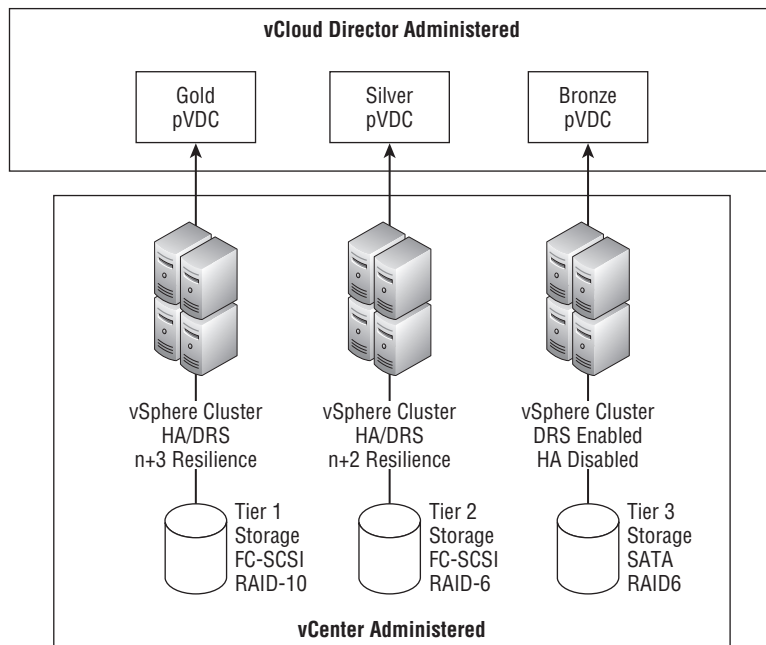 vCloud Director Administered
Gold
pVDC
Silver
pVDC
Bronze
pVDC
vSphere Cluster
HA/DRS
n+3 Resilience
vSphere Cluster
HA/DRS
n+2 Resilience
vSphere Cluster
DRS Enabled
HA Disabled
Tier 1
Storage
FC-SCSI
RAID-10
Tier 2
Storage
FC-SCSI
RAID-6
Tier 3
Storage
SATA
RAID6
vCenter Administered